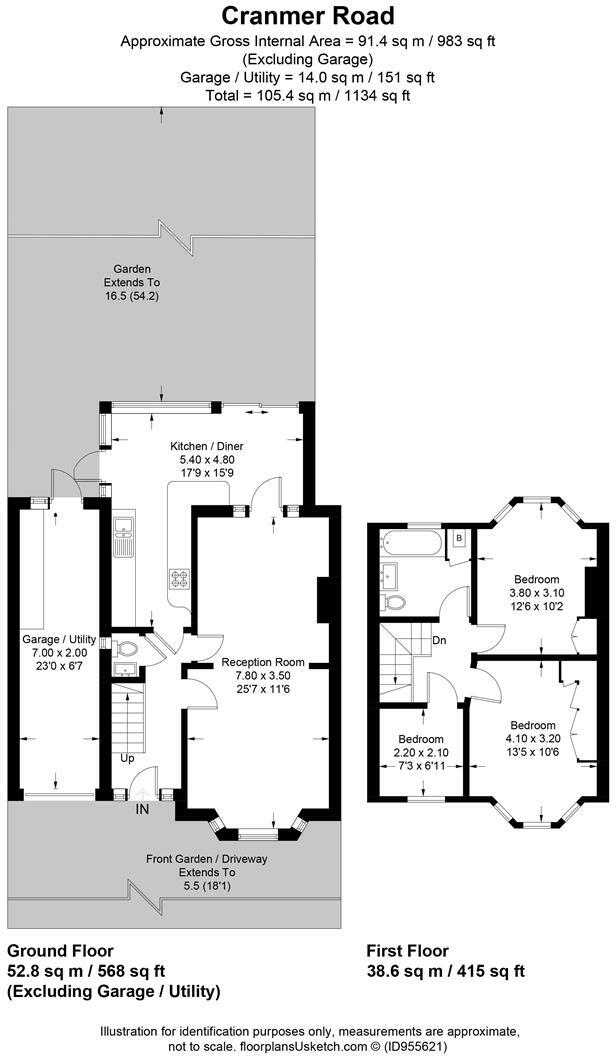 Cranmer Road
Approximate Gross Internal Area = 91.4 sq m / 983 sq ft
(Excluding Garage)
Garage / Utility = 14.0 sq m / 151 sq ft
Total = 105.4 sq m / 1134 sq ft
Garden
Extends To
16.5 (54.2)
Kitchen / Diner
5.40 x 4.80
17'9 x 15'9
B
Bedroom
3.80 x 3.10
12'6 x 10'2
Garage / Utility
7.00 x 2.00
23'0 x 6'7
Dn
Reception Room
7.80 x 3.50
25'7 x 11'6
Bedroom
4.10 x 3.20
13'5 x 10'6
Bedroom
2.20 x 2.10
7'3 x 6'11
Up
IN
Front Garden / Driveway
Extends To
5.5 (18'1)
Ground Floor
52.8 sq m / 568 sq ft
(Excluding Garage / Utility)
First Floor
38.6 sq m / 415 sq ft
Illustration for identification purposes only, measurements are approximate,
not to scale. floorplansUsketch.com © (ID955621)